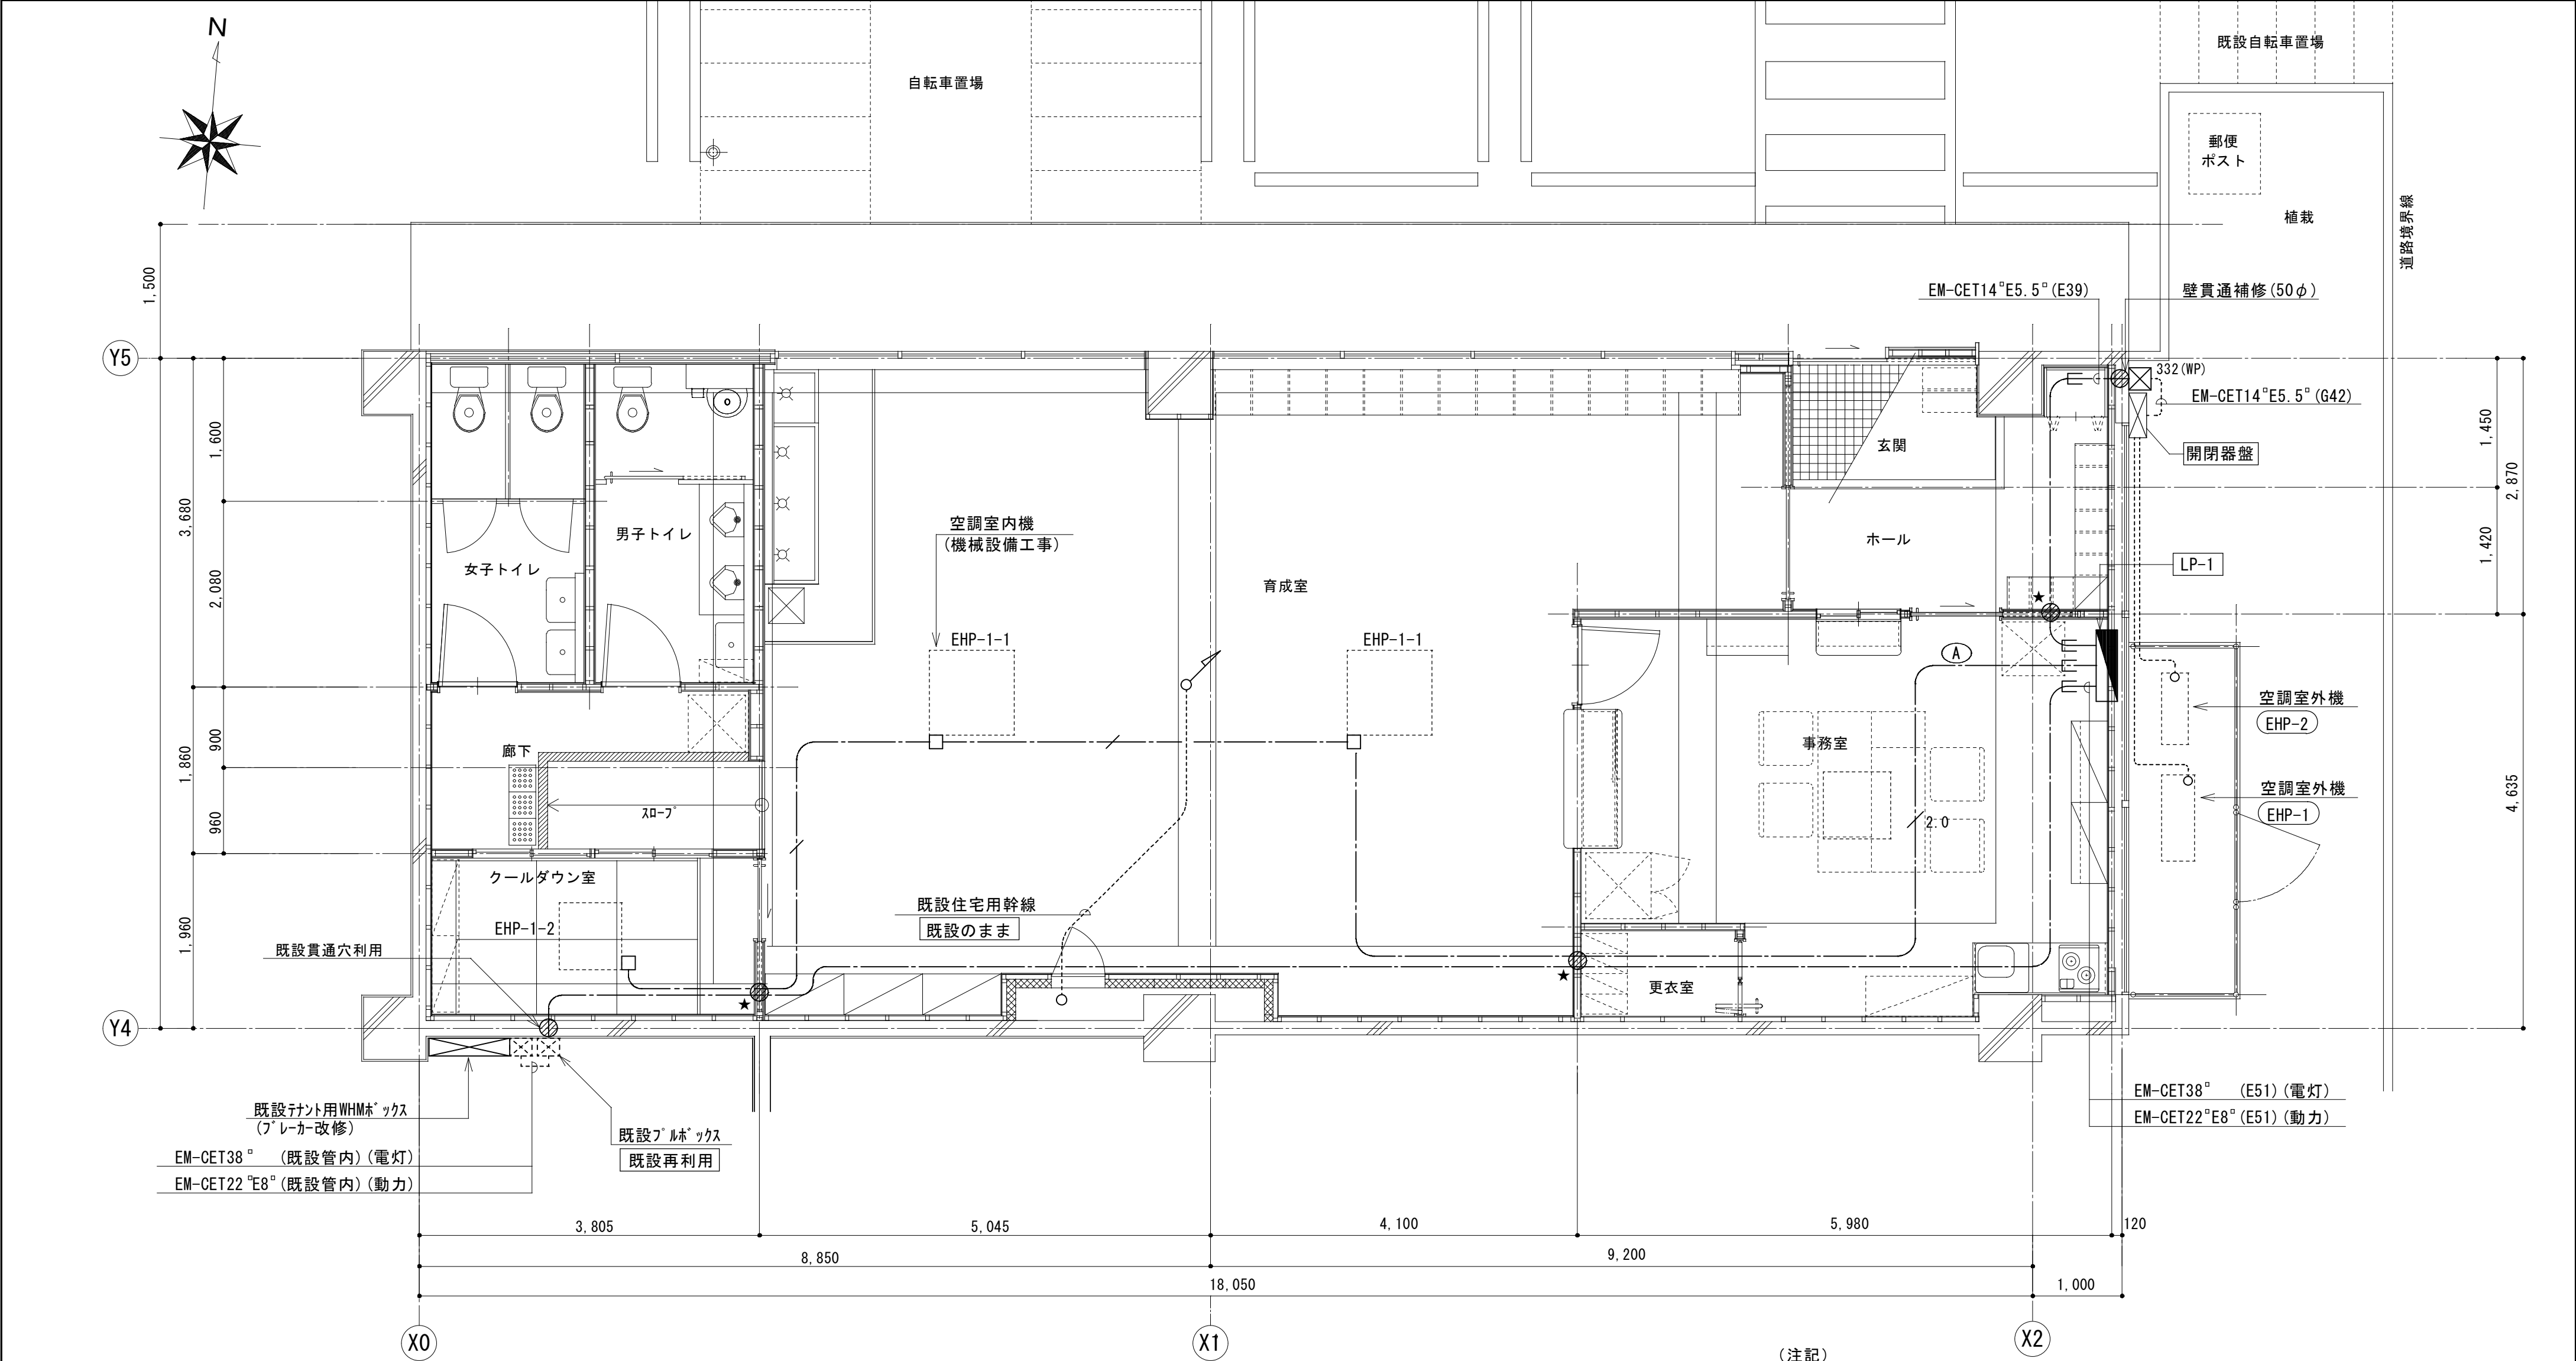 N
自転車置場
既設自転車置場
郵便
ポスト
植栽
道路境界線
1,500
EM-CET14□E5.5□(E39)
壁貫通補修(50φ)
Y5
332(WP)
EM-CET14□E5.5□(G42)
開閉器盤
1,600
3,680
2,080
1,450
2,870
1,420
玄関
ホール
LP-1
男子トイレ
女子トイレ
空調室内機
(機械設備工事)
育成室
EHP-1-1
EHP-1-1
★
A
空調室外機
EHP-2
空調室外機
EHP-1
事務室
2.0
900
1,860
960
廊下
スロープ
4,635
クールダウン室
EHP-1-2
既設住宅用幹線
既設のまま
1,960
既設貫通穴利用
★
★
更衣室
Y4
既設テナント用WHMボックス
(ブレーカー改修)
既設プルボックス
既設再利用
EM-CET38□ (既設管内)(電灯)
EM-CET22□E8□(既設管内)(動力)
EM-CET38□ (E51)(電灯)
EM-CET22□E8□(E51)(動力)
3,805
5,045
4,100
5,980
120
8,850
9,200
18,050
1,000
X0
X1
X2
(注記)